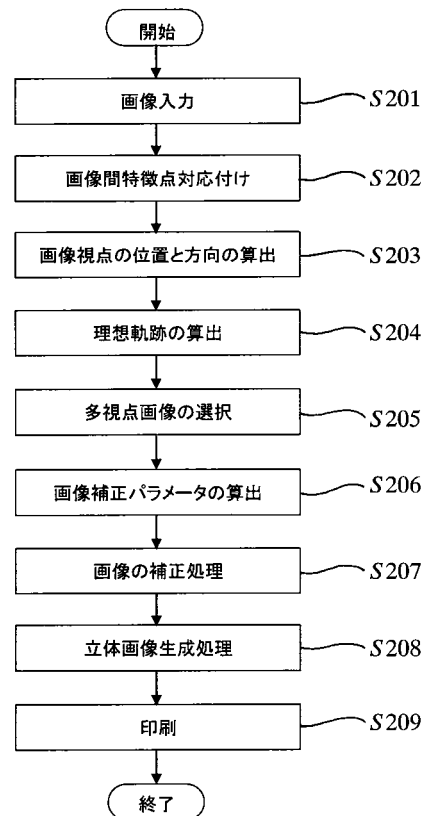 開始
画像入力
S201
画像間特徴点対応付け
S202
画像視点の位置と方向の算出
S203
理想軌跡の算出
S204
多視点画像の選択
S205
画像補正パラメータの算出
S206
画像の補正処理
S207
立体画像生成処理
S208
印刷
S209
終了